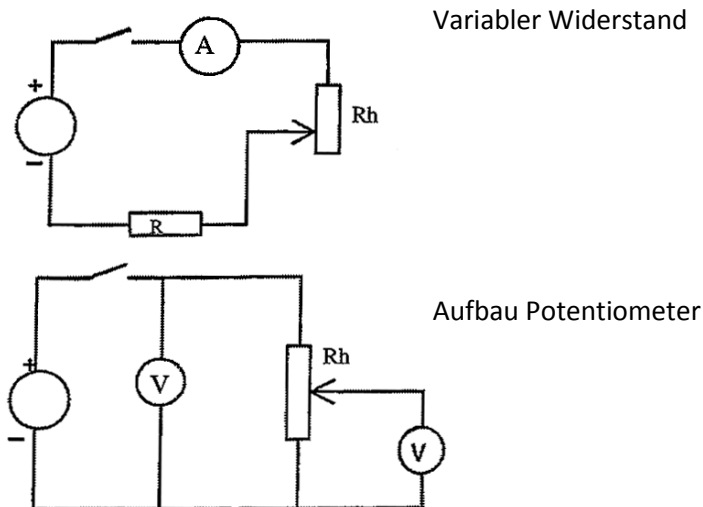 Variabler Widerstand
A
+
Rh
−
R
Aufbau Potentiometer
+
V
Rh
−
V